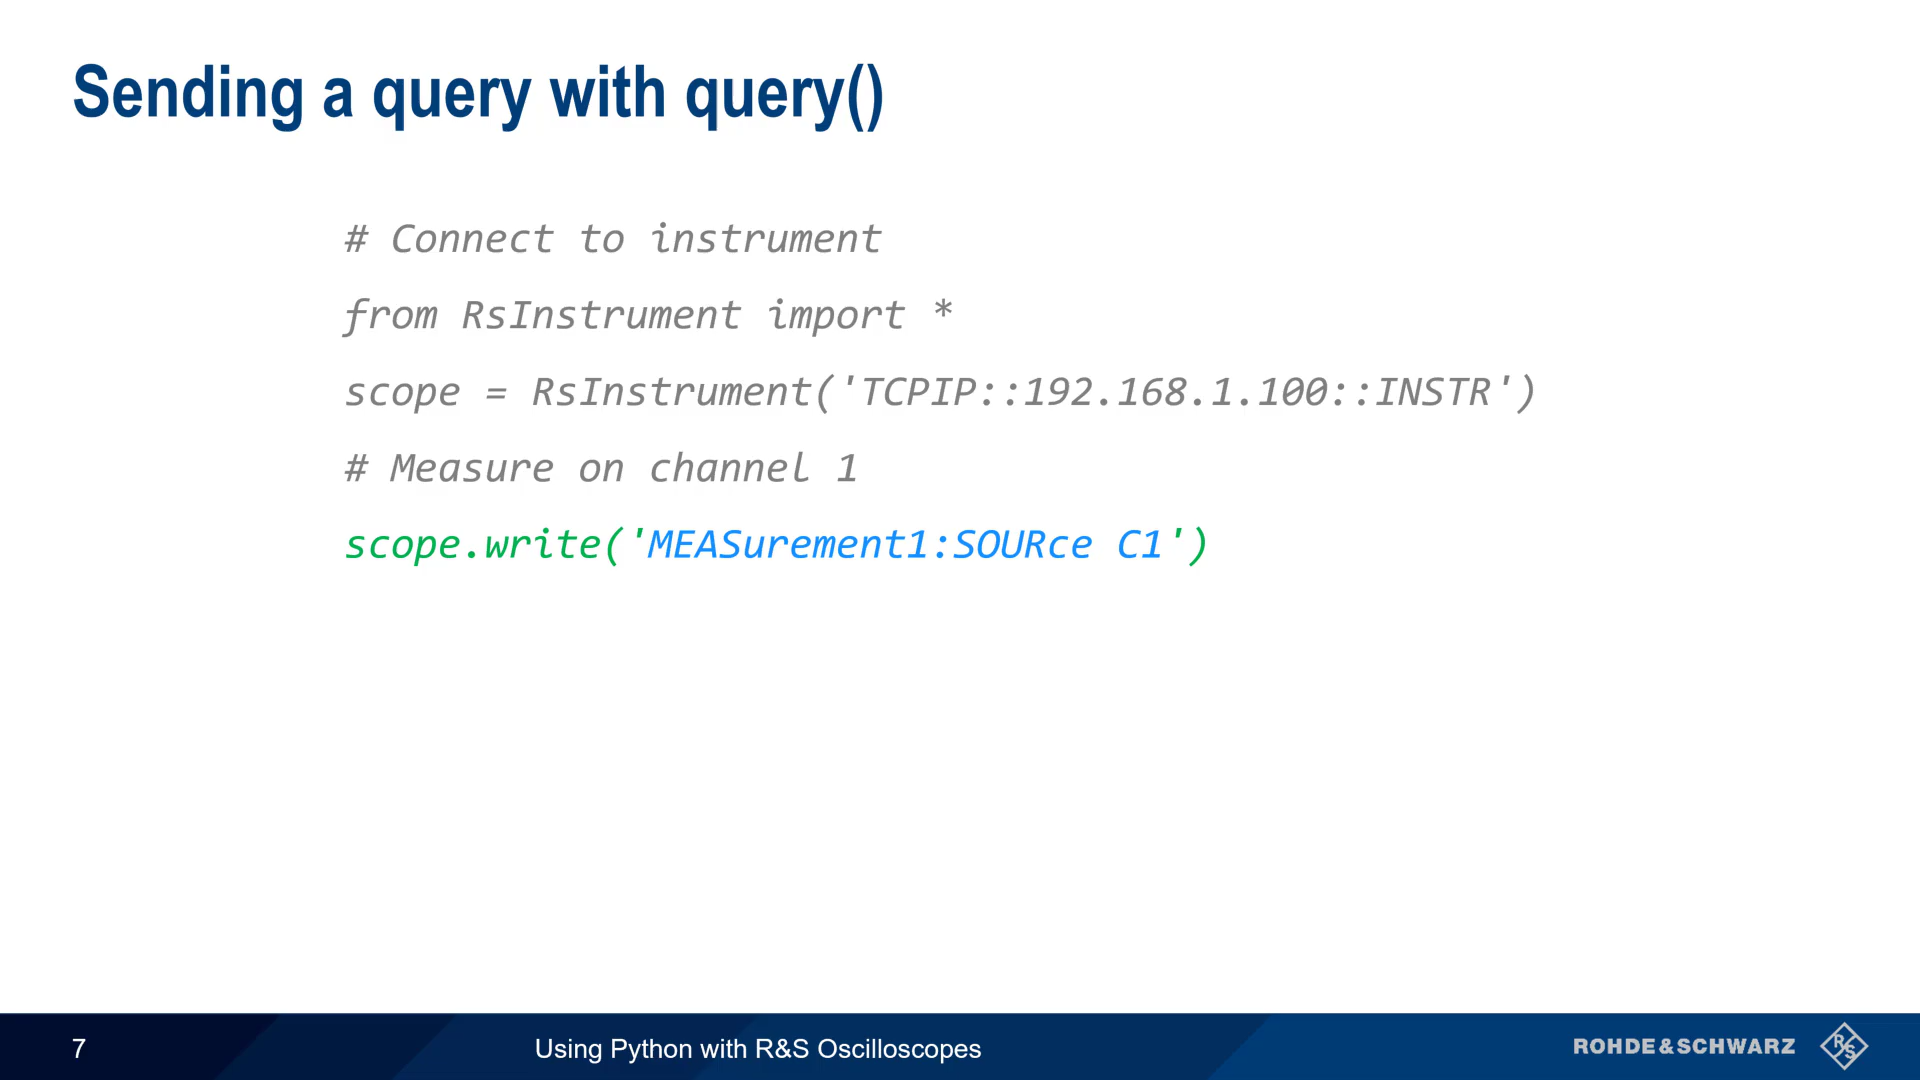 Sending a query with query()
# Connect to instrument
from RsInstrument import *
scope = RsInstrument('TCPIP::192.168.1.100::INSTR')
# Measure on channel 1
scope.write('MEASurement1:SOURce C1')
7
Using Python with R&S Oscilloscopes
ROHDE&SCHWARZ
R&S